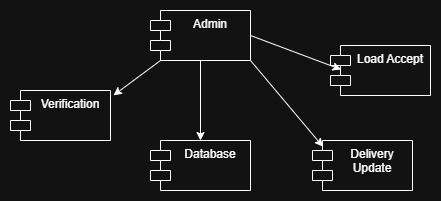 Admin
Load Accept
Verification
Database
Delivery
Update